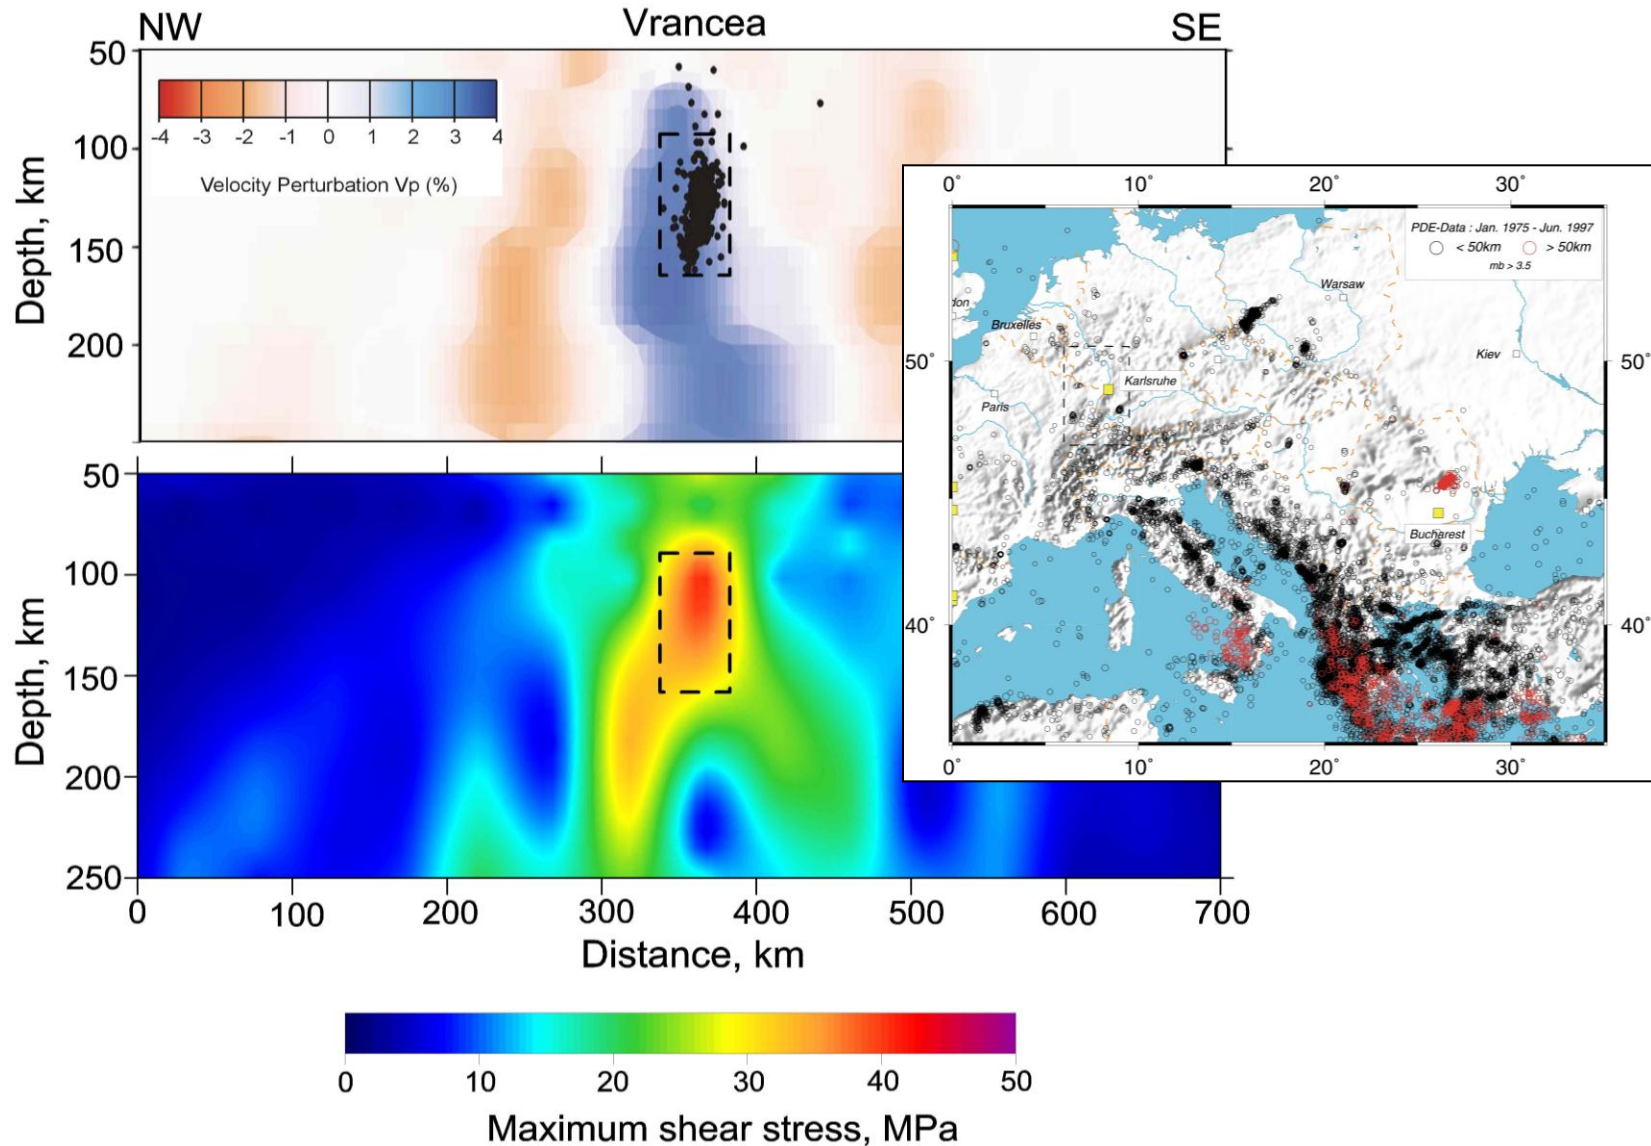 NW Vrancea SE
50
100
150
200
Depth, km
-4 -3 -2 -1 0 1 2 3 4
Velocity Perturbation Vp (%)
0° 10° 20° 30°
PDE-Data : Jan. 1975 - Jun. 1997
< 50km > 50km
mb > 3.5
Warsaw
don
Bruxelles
Kiev
50° 50°
Karlsruhe
Paris
Bucharest
40° 40°
0° 10° 20° 30°
50
100
150
200
250
Depth, km
0 100 200 300 400 500 600 700
Distance, km
0 10 20 30 40 50
Maximum shear stress, MPa